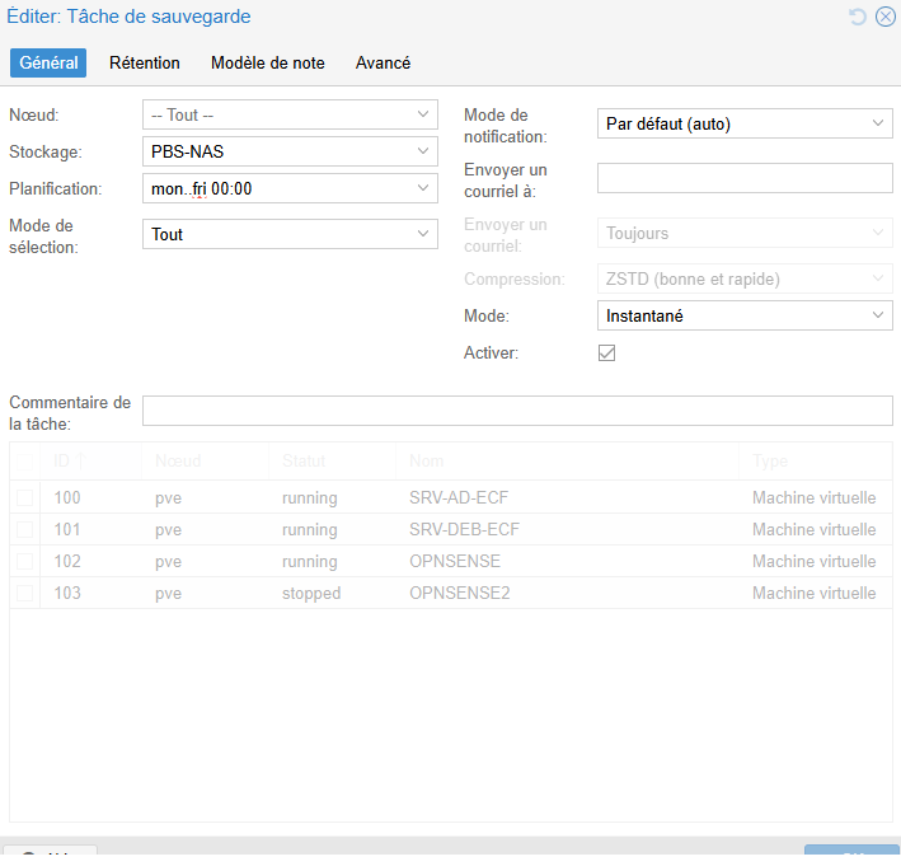 Éditer: Tâche de sauvegarde
Général Rétention Modèle de note Avancé
Nœud: -- Tout --
Stockage: PBS-NAS
Planification: mon..fri 00:00
Mode de
sélection: Tout
Mode de
notification: Par défaut (auto)
Envoyer un
courriel à:
Envoyer un
courriel: Toujours
Compression: ZSTD (bonne et rapide)
Mode: Instantané
Activer:
Commentaire de
la tâche:
ID ↑ Nœud Statut Nom Type
100 pve running SRV-AD-ECF Machine virtuelle
101 pve running SRV-DEB-ECF Machine virtuelle
102 pve running OPNSENSE Machine virtuelle
103 pve stopped OPNSENSE2 Machine virtuelle